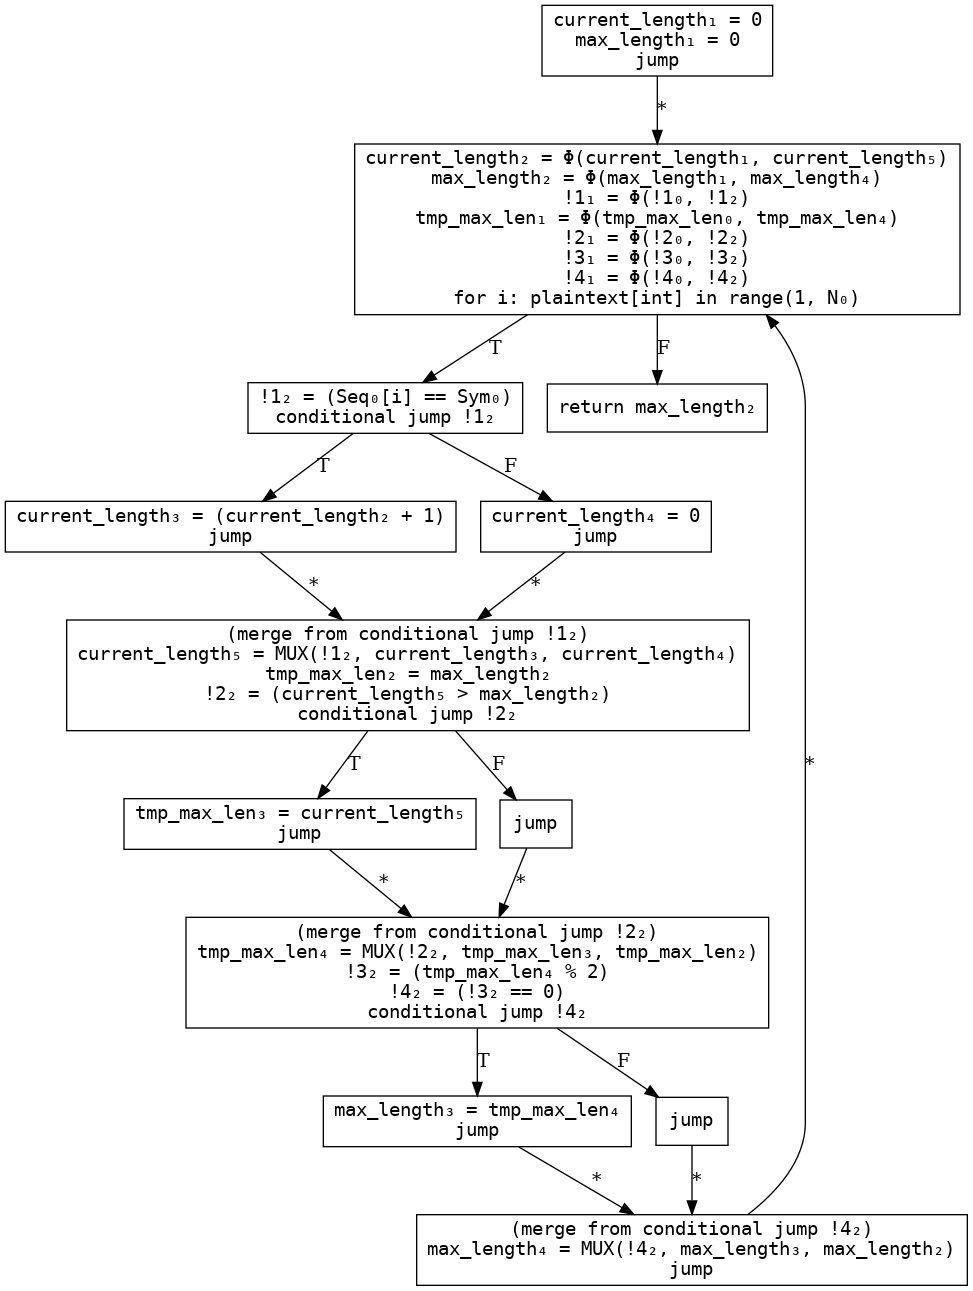 current_length₁ = 0
max_length₁ = 0
jump
*
current_length₂ = Φ(current_length₁, current_length₅)
max_length₂ = Φ(max_length₁, max_length₄)
!1₁ = Φ(!1₀, !1₂)
tmp_max_len₁ = Φ(tmp_max_len₀, tmp_max_len₄)
!2₁ = Φ(!2₀, !2₂)
!3₁ = Φ(!3₀, !3₂)
!4₁ = Φ(!4₀, !4₂)
for i: plaintext[int] in range(1, N₀)
T
F
!1₂ = (Seq₀[i] == Sym₀)
conditional jump !1₂
return max_length₂
T
F
current_length₃ = (current_length₂ + 1)
jump
current_length₄ = 0
jump
*
*
(merge from conditional jump !1₂)
current_length₅ = MUX(!1₂, current_length₃, current_length₄)
tmp_max_len₂ = max_length₂
!2₂ = (current_length₅ > max_length₂)
conditional jump !2₂
T
F
*
tmp_max_len₃ = current_length₅
jump
jump
*
*
(merge from conditional jump !2₂)
tmp_max_len₄ = MUX(!2₂, tmp_max_len₃, tmp_max_len₂)
!3₂ = (tmp_max_len₄ % 2)
!4₂ = (!3₂ == 0)
conditional jump !4₂
T
F
max_length₃ = tmp_max_len₄
jump
jump
*
*
(merge from conditional jump !4₂)
max_length₄ = MUX(!4₂, max_length₃, max_length₂)
jump